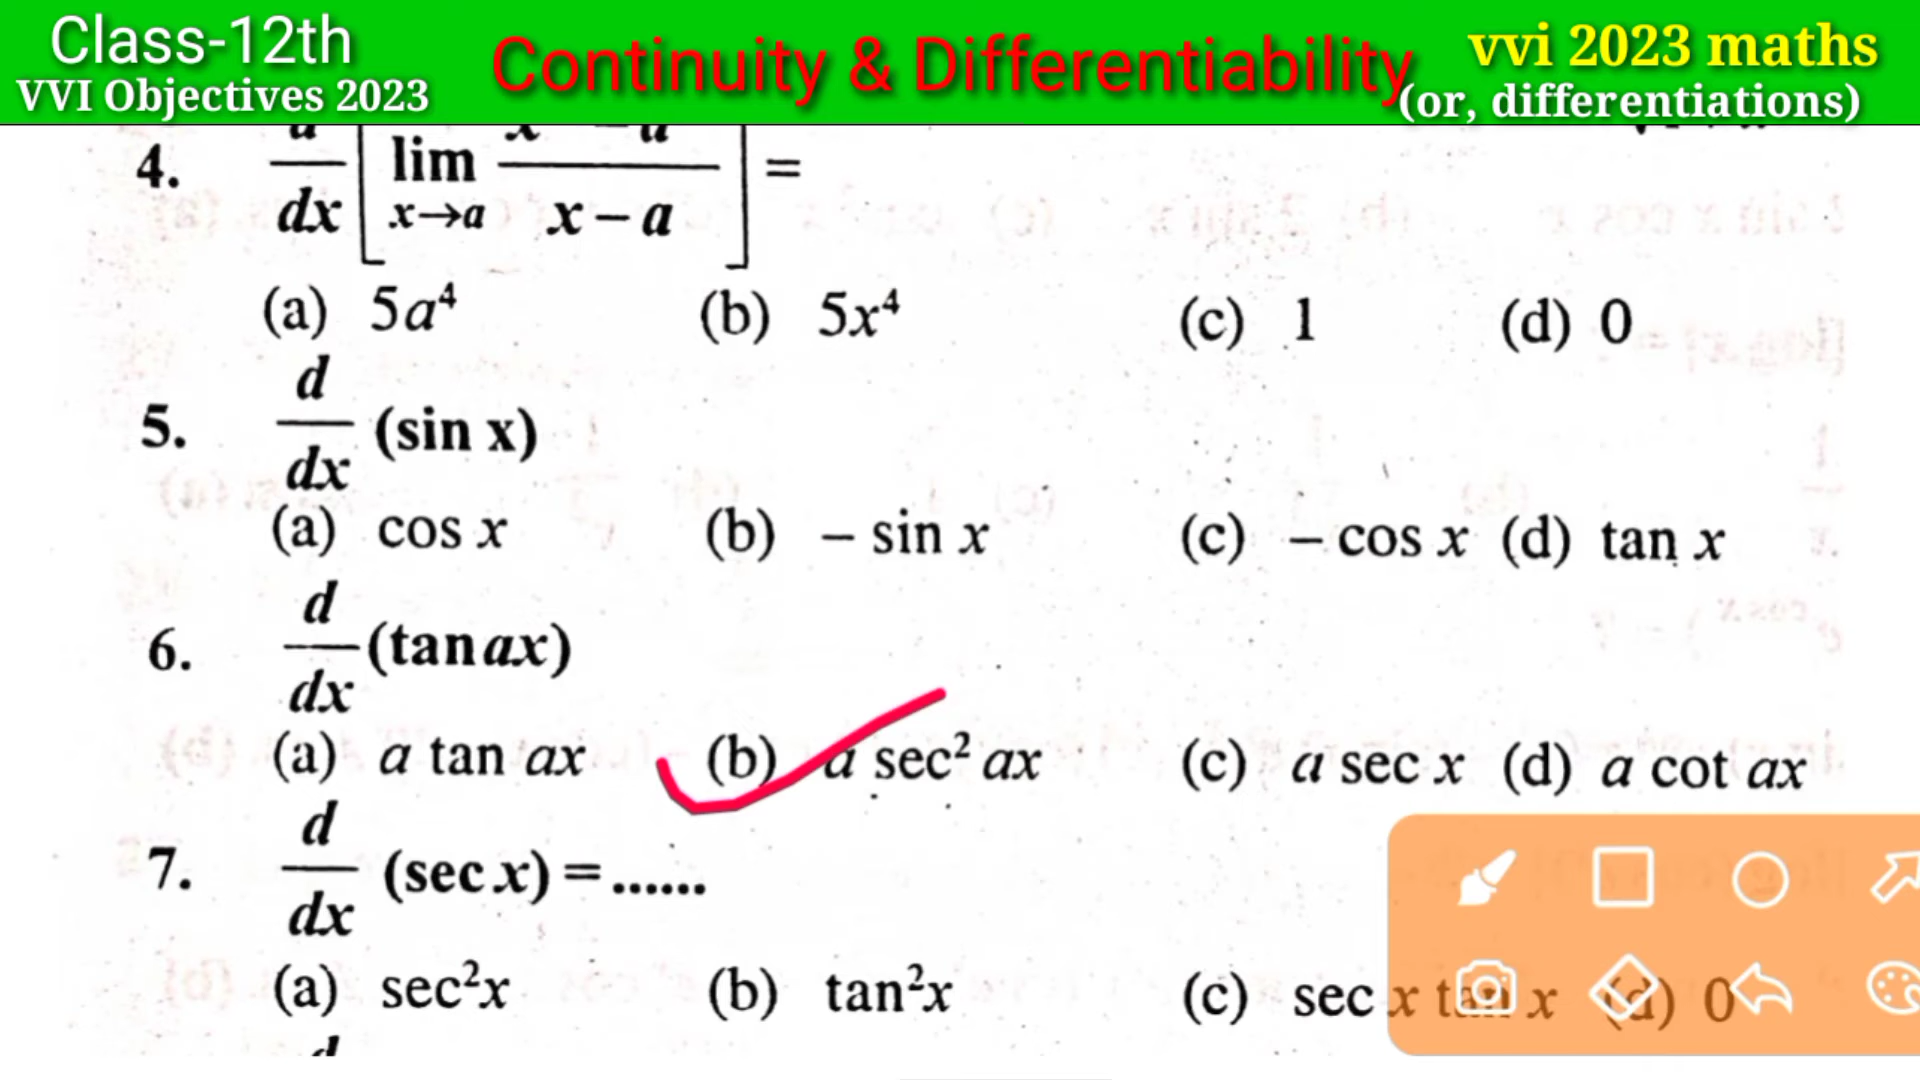 Class-12th
VVI Objectives 2023
Continuity & Differentiability
vvi 2023 maths
(or, differentiations)
4. d/dx [lim x→a (x - a)/(x – a)] =
(a) 5a⁴ (b) 5x⁴ (c) 1 (d) 0
5. d/dx (sin x)
(a) cos x (b) – sin x (c) – cos x (d) tan x
6. d/dx (tan ax)
(a) a tan ax (b) a sec² ax (c) a sec x (d) a cot ax
7. d/dx (sec x) = ......
(a) sec²x (b) tan²x (c) sec x tan x (d) 0
d